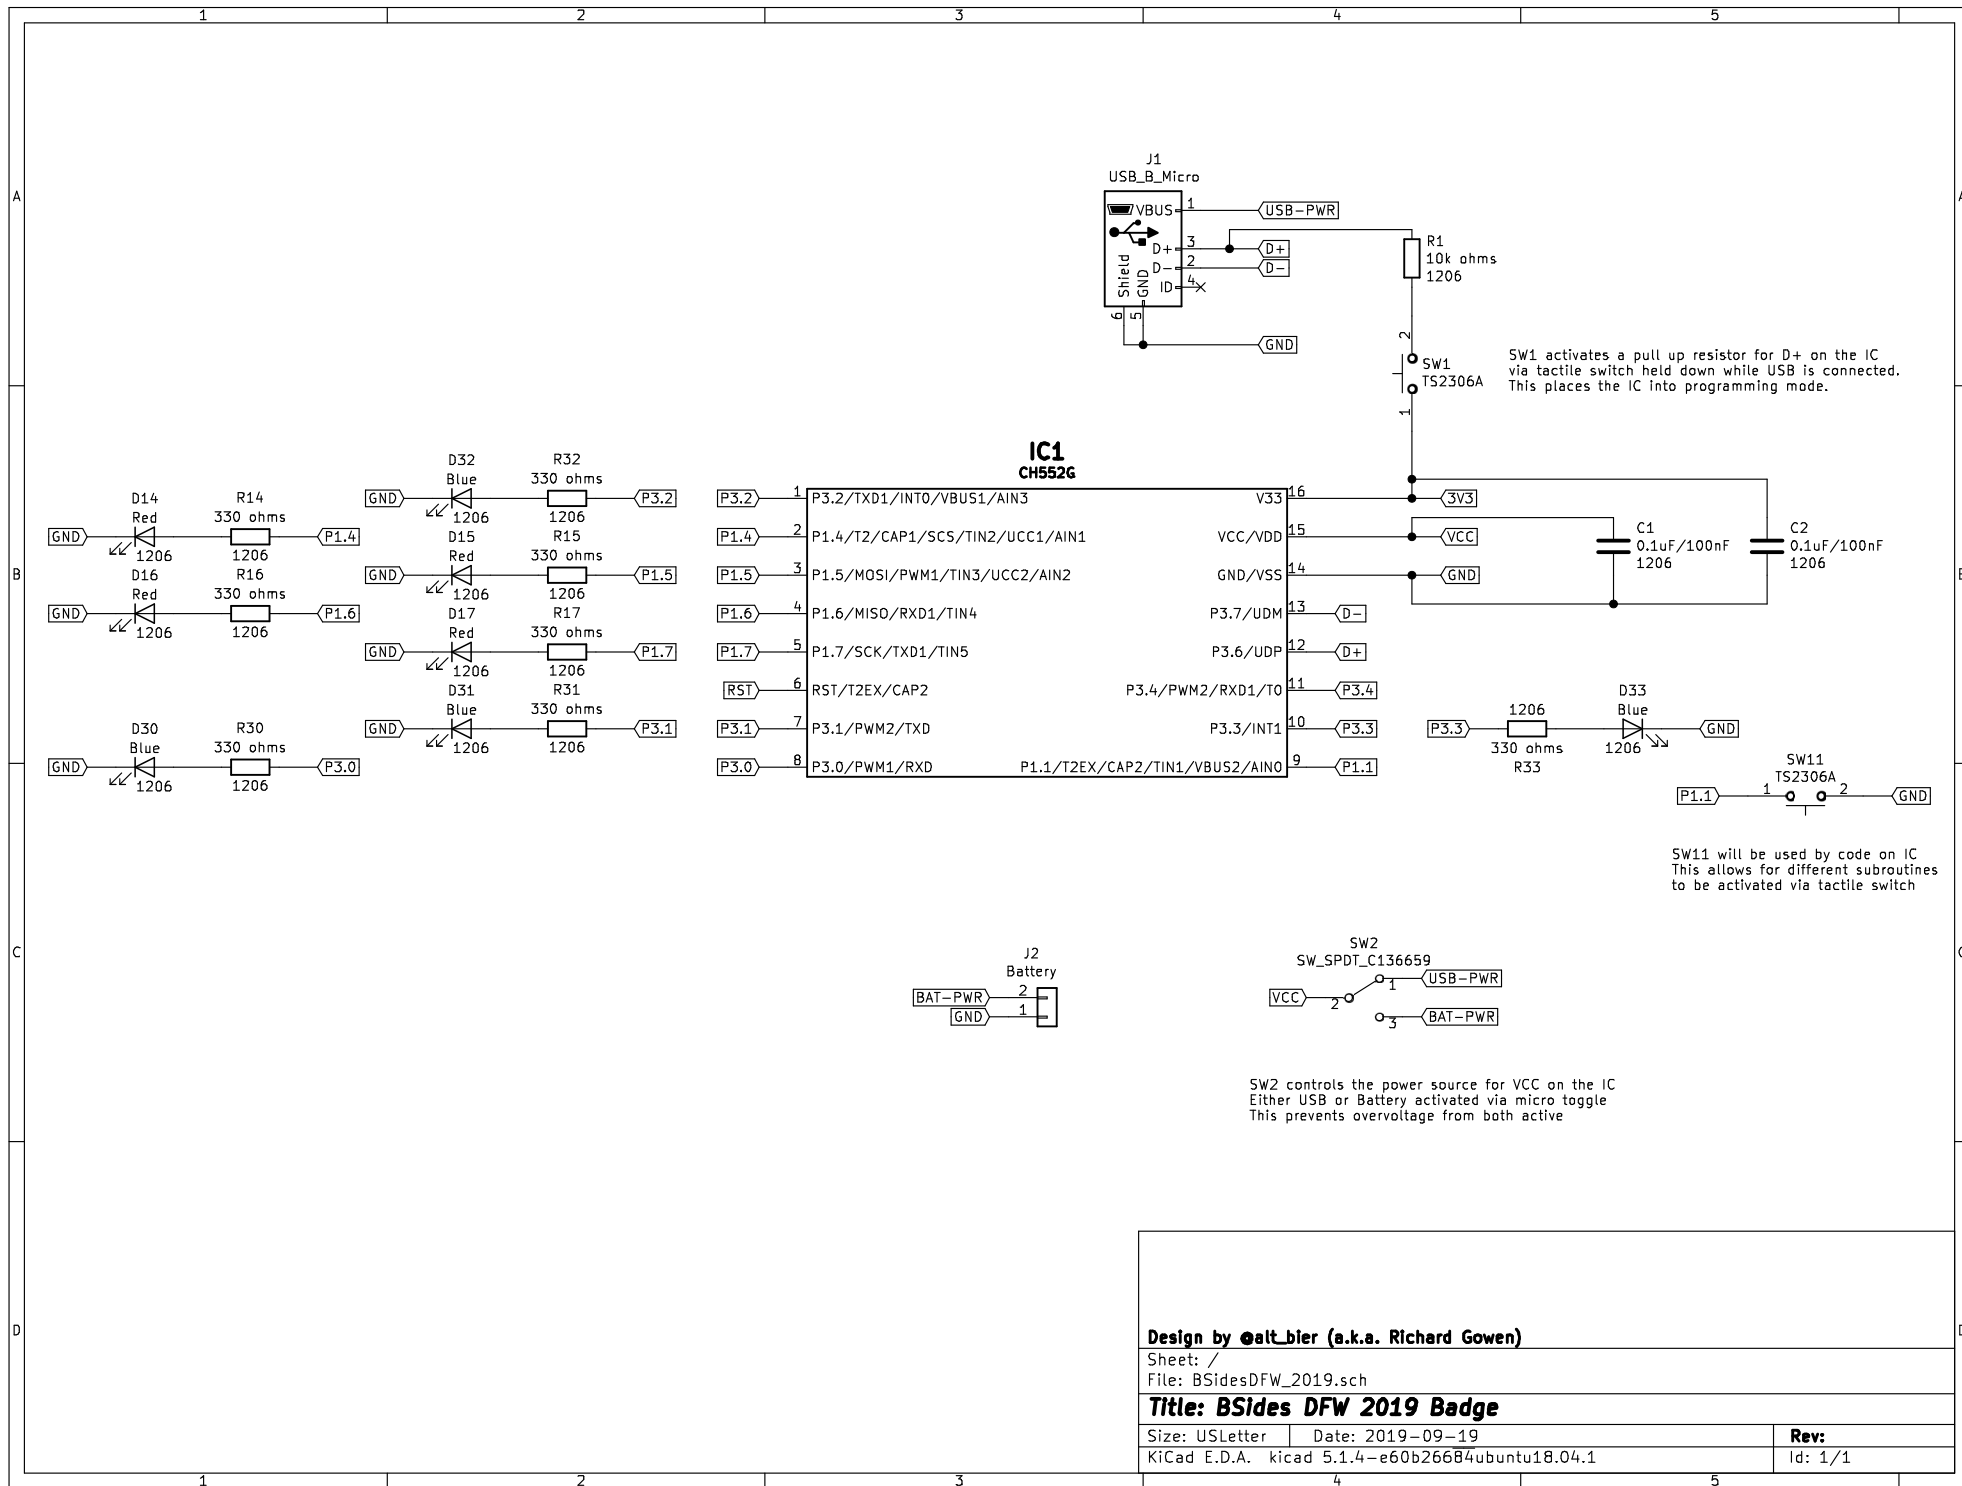 1 2 3 4 5
J1
USB_B_Micro
VBUS 1 USB-PWR
D+ 3 D+
D- 2 D-
ID 4
Shield
GND
6 5
GND
R1
10k ohms
1206
2
SW1
TS2306A
1
SW1 activates a pull up resistor for D+ on the IC
via tactile switch held down while USB is connected.
This places the IC into programming mode.
A
A
IC1
CH552G
P3.2 1 P3.2/TXD1/INT0/VBUS1/AIN3
P1.4 2 P1.4/T2/CAP1/SCS/TIN2/UCC1/AIN1
P1.5 3 P1.5/MOSI/PWM1/TIN3/UCC2/AIN2
P1.6 4 P1.6/MISO/RXD1/TIN4
P1.7 5 P1.7/SCK/TXD1/TIN5
RST 6 RST/T2EX/CAP2
P3.1 7 P3.1/PWM2/TXD
P3.0 8 P3.0/PWM1/RXD
V33 16 3V3
VCC/VDD 15 VCC
GND/VSS 14 GND
P3.7/UDM 13 D-
P3.6/UDP 12 D+
P3.4/PWM2/RXD1/T0 11 P3.4
P3.3/INT1 10 P3.3
P1.1/T2EX/CAP2/TIN1/VBUS2/AIN0 9 P1.1
D32 R32
Blue 330 ohms
GND P3.2
1206 1206
D14 R14
Red 330 ohms
GND P1.4
1206 1206
D15 R15
Red 330 ohms
GND P1.5
1206 1206
D16 R16
Red 330 ohms
GND P1.6
1206 1206
D17 R17
Red 330 ohms
GND P1.7
1206 1206
D31 R31
Blue 330 ohms
GND P3.1
1206 1206
D30 R30
Blue 330 ohms
GND P3.0
1206 1206
C1
0.1uF/100nF
1206
C2
0.1uF/100nF
1206
B
D33
1206 Blue
P3.3 GND
330 ohms 1206
R33
SW11
TS2306A
P1.1 1 2 GND
SW11 will be used by code on IC
This allows for different subroutines
to be activated via tactile switch
C
J2
Battery
BAT-PWR 2
GND 1
SW2
SW_SPDT_C136659
USB-PWR
1
VCC 2
3 BAT-PWR
SW2 controls the power source for VCC on the IC
Either USB or Battery activated via micro toggle
This prevents overvoltage from both active
D
Design by @alt_bier (a.k.a. Richard Gowen)
Sheet: /
File: BSidesDFW_2019.sch
Title: BSides DFW 2019 Badge
Size: USLetter Date: 2019-09-19 Rev:
KiCad E.D.A. kicad 5.1.4-e60b26684ubuntu18.04.1 Id: 1/1
1 2 3 4 5